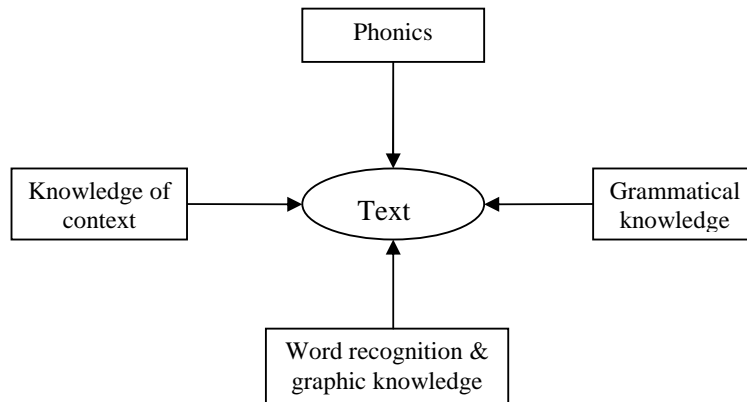 Phonics
Knowledge of
context
Text
Grammatical
knowledge
Word recognition &
graphic knowledge